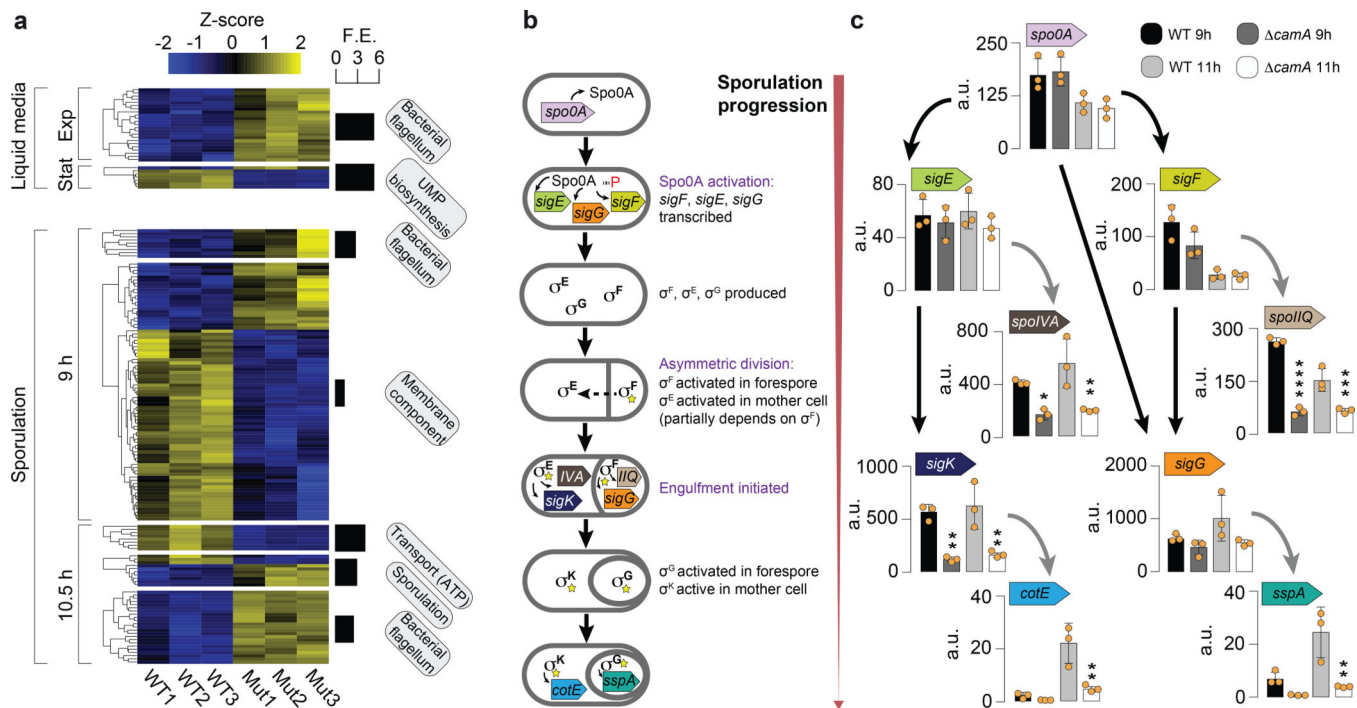 a
Z-score
-2 -1 0 1 2
F.E.
0 3 6
Liquid media
Exp
Stat
Sporulation
9 h
10.5 h
Bacterial
flagellum
UMP
biosynthesis
Bacterial
flagellum
Membrane
component
Transport (ATP)
Sporulation
Bacterial
flagellum
WT1 WT2 WT3 Mut1 Mut2 Mut3
b
Sporulation
progression
Spo0A
spo0A
Spo0A P
sigE sigG sigF
Spo0A activation:
sigF, sigE, sigG
transcribed
σE σG σF
σF, σE, σG produced
σE σF
Asymmetric division:
σF activated in forespore
σE activated in mother cell
(partially depends on σF)
σE IVA σF IIQ
sigK sigG
Engulfment initiated
σK σG
σG activated in forespore
σK active in mother cell
σK σG
cotE sspA
c
WT 9h ΔcamA 9h
WT 11h ΔcamA 11h
spo0A
a.u.
250
125
0
sigE
a.u.
80
40
0
sigF
a.u.
200
100
0
spoIVA
a.u.
800
400
0
*
**
spoIIQ
a.u.
300
150
0
****
***
sigK
a.u.
1000
500
0
**
**
sigG
a.u.
2000
1000
0
cotE
a.u.
40
20
0
**
sspA
a.u.
40
20
0
**